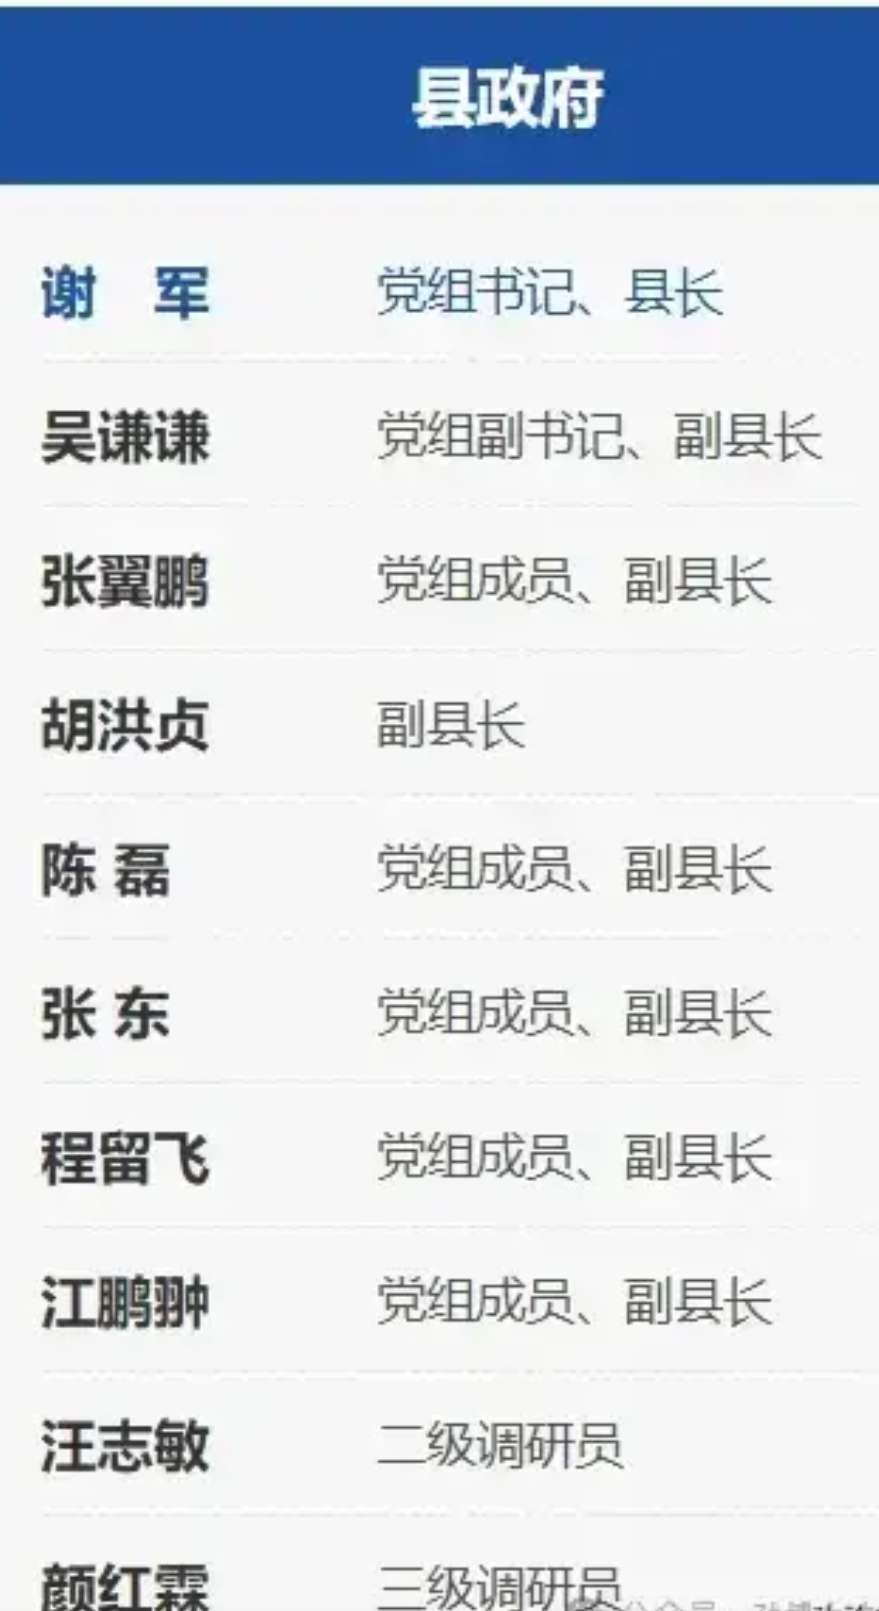 县政府
谢 军 党组书记、县长
吴谦谦 党组副书记、副县长
张翼鹏 党组成员、副县长
胡洪贞 副县长
陈 磊 党组成员、副县长
张 东 党组成员、副县长
程留飞 党组成员、副县长
江鹏翀 党组成员、副县长
汪志敏 二级调研员
颜红霖 三级调研员